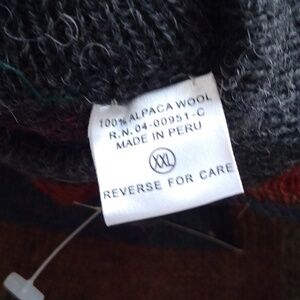 100% ALPACA WOOL
R.N. 04-00951-C
MADE IN PERU
XXL
REVERSE FOR CARE